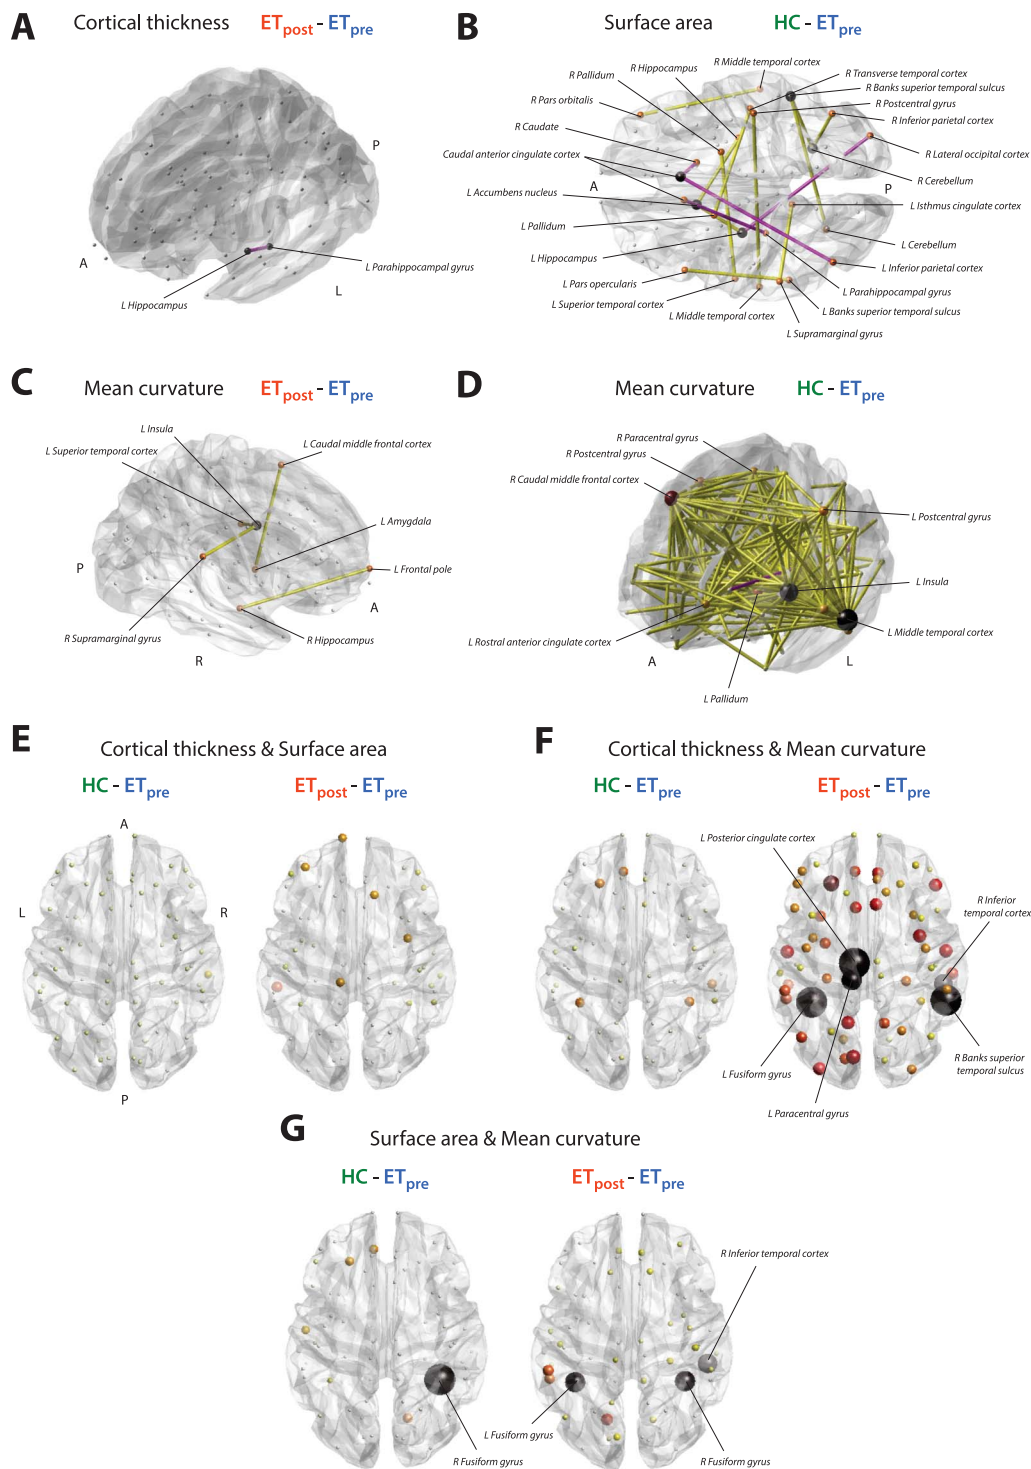 A Cortical thickness ETpost - ETpre
P
A
L Parahippocampal gyrus
L Hippocampus
L
B Surface area HC - ETpre
R Middle temporal cortex
R Hippocampus
R Transverse temporal cortex
R Pallidum
R Banks superior temporal sulcus
R Pars orbitalis
R Postcentral gyrus
R Inferior parietal cortex
R Caudate
Caudal anterior cingulate cortex
R Lateral occipital cortex
R Cerebellum
A
P
L Accumbens nucleus
L Isthmus cingulate cortex
L Pallidum
L Cerebellum
L Hippocampus
L Inferior parietal cortex
L Pars opercularis
L Parahippocampal gyrus
L Superior temporal cortex
L Middle temporal cortex
L Banks superior temporal sulcus
L Supramarginal gyrus
C Mean curvature ETpost - ETpre
L Insula
L Caudal middle frontal cortex
L Superior temporal cortex
L Amygdala
P
L Frontal pole
A
R Supramarginal gyrus
R Hippocampus
R
D Mean curvature HC - ETpre
R Paracentral gyrus
R Postcentral gyrus
R Caudal middle frontal cortex
L Postcentral gyrus
L Insula
L Rostral anterior cingulate cortex
L Middle temporal cortex
A
L
L Pallidum
E Cortical thickness & Surface area
HC - ETpre ETpost - ETpre
A
L
R
P
F Cortical thickness & Mean curvature
HC - ETpre ETpost - ETpre
L Posterior cingulate cortex
R Inferior
temporal cortex
L Fusiform gyrus
R Banks superior
temporal sulcus
L Paracentral gyrus
G Surface area & Mean curvature
HC - ETpre ETpost - ETpre
R Inferior temporal cortex
L Fusiform gyrus
R Fusiform gyrus
R Fusiform gyrus